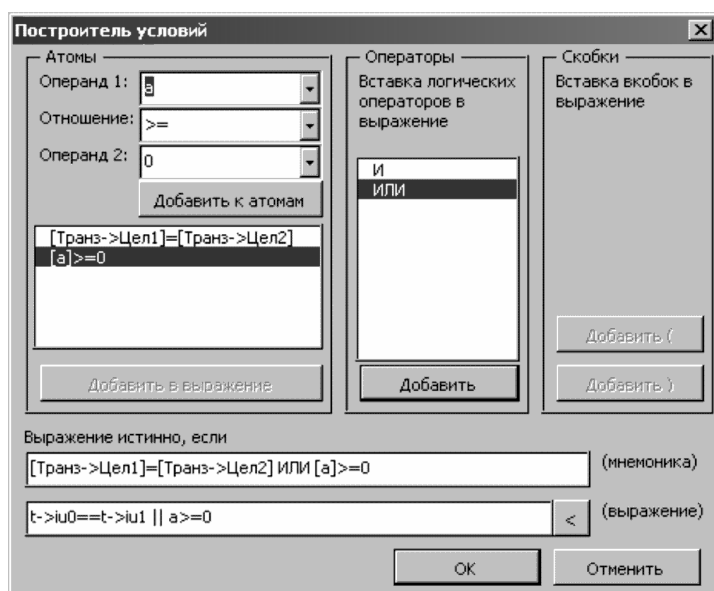 Построитель условий
Атомы
Операнд 1:
a
Отношение:
>=
Операнд 2:
0
Добавить к атомам
[Транз->Цел1]=[Транз->Цел2]
[a]>=0
Добавить в выражение
Операторы
Вставка логических
операторов в
выражение
И
ИЛИ
Добавить
Скобки
Вставка вкобок в
выражение
Добавить (
Добавить )
Выражение истинно, если
[Транз->Цел1]=[Транз->Цел2] ИЛИ [a]>=0
(мнемоника)
t->iu0==t->iu1 || a>=0
<
(выражение)
OK
Отменить